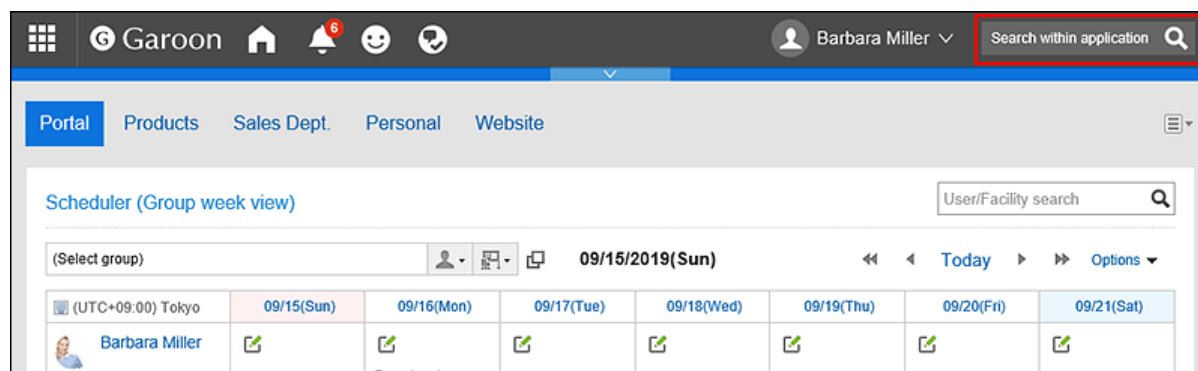 G Garoon 6 Barbara Miller Search within application
Portal Products Sales Dept. Personal Website
Scheduler (Group week view) User/Facility search
(Select group) 09/15/2019(Sun) Today Options
(UTC+09:00) Tokyo 09/15(Sun) 09/16(Mon) 09/17(Tue) 09/18(Wed) 09/19(Thu) 09/20(Fri) 09/21(Sat)
Barbara Miller